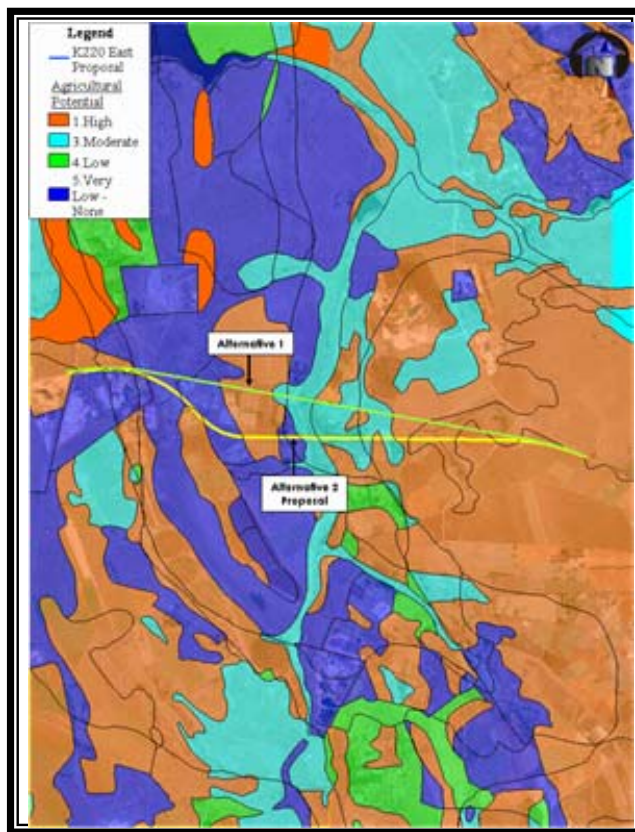 Legend
K220 East
Proposal
Agricultural
Potential
1.High
3.Moderate
4.Low
5.Very
Low -
None
N
Alternative 1
Alternative 2
Proposal